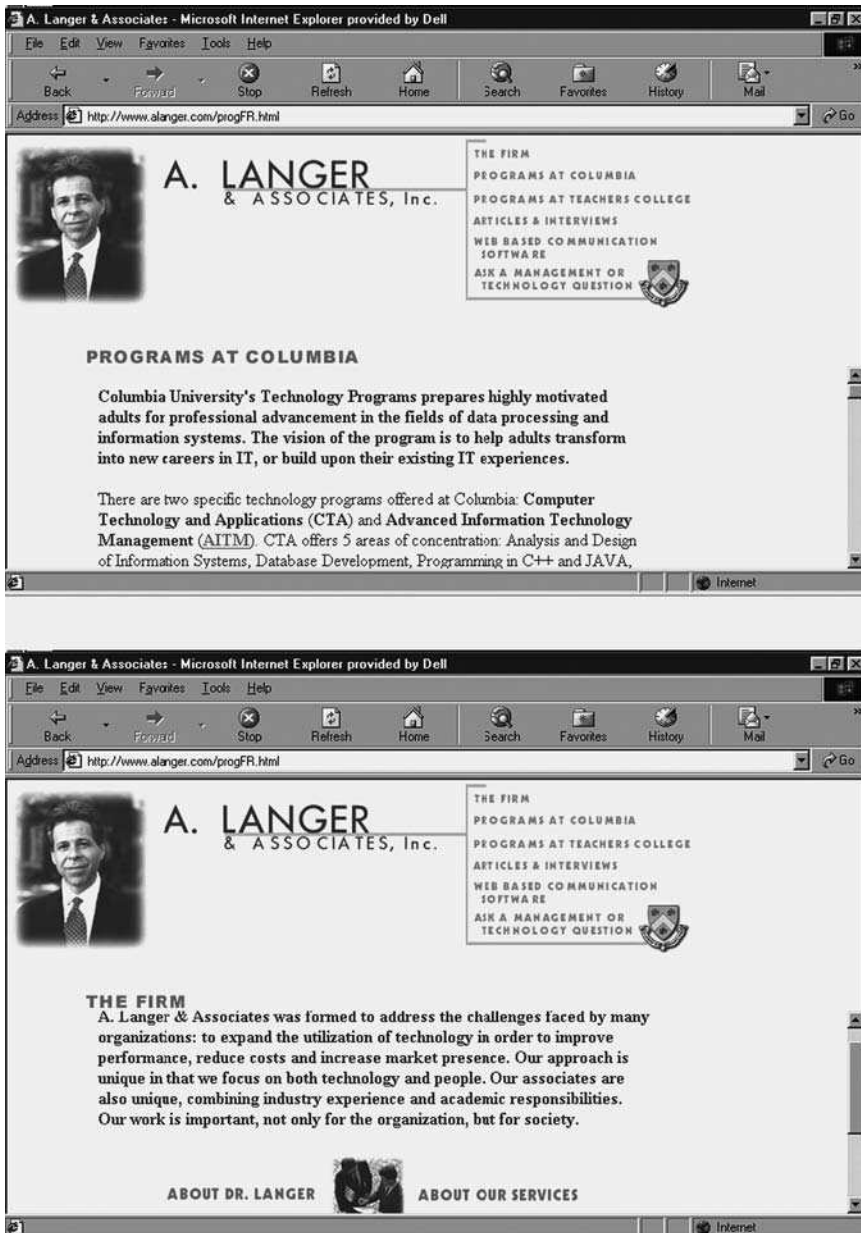 A. Langer & Associates - Microsoft Internet Explorer provided by Dell
File Edit View Favorites Tools Help
Back Forward Stop Refresh Home Search Favorites History Mail
Address http://www.alanger.com/progFR.html Go
A. LANGER
& ASSOCIATES, Inc.
THE FIRM
PROGRAMS AT COLUMBIA
PROGRAMS AT TEACHERS COLLEGE
ARTICLES & INTERVIEWS
WEB BASED COMMUNICATION
SOFTWARE
ASK A MANAGEMENT OR
TECHNOLOGY QUESTION
PROGRAMS AT COLUMBIA
Columbia University's Technology Programs prepares highly motivated
adults for professional advancement in the fields of data processing and
information systems. The vision of the program is to help adults transform
into new careers in IT, or build upon their existing IT experiences.
There are two specific technology programs offered at Columbia: Computer
Technology and Applications (CTA) and Advanced Information Technology
Management (AITM). CTA offers 5 areas of concentration: Analysis and Design
of Information Systems, Database Development, Programming in C++ and JAVA,
Internet
A. Langer & Associates - Microsoft Internet Explorer provided by Dell
File Edit View Favorites Tools Help
Back Forward Stop Refresh Home Search Favorites History Mail
Address http://www.alanger.com/progFR.html Go
A. LANGER
& ASSOCIATES, Inc.
THE FIRM
PROGRAMS AT COLUMBIA
PROGRAMS AT TEACHERS COLLEGE
ARTICLES & INTERVIEWS
WEB BASED COMMUNICATION
SOFTWARE
ASK A MANAGEMENT OR
TECHNOLOGY QUESTION
THE FIRM
A. Langer & Associates was formed to address the challenges faced by many
organizations: to expand the utilization of technology in order to improve
performance, reduce costs and increase market presence. Our approach is
unique in that we focus on both technology and people. Our associates are
also unique, combining industry experience and academic responsibilities.
Our work is important, not only for the organization, but for society.
ABOUT DR. LANGER ABOUT OUR SERVICES
Internet